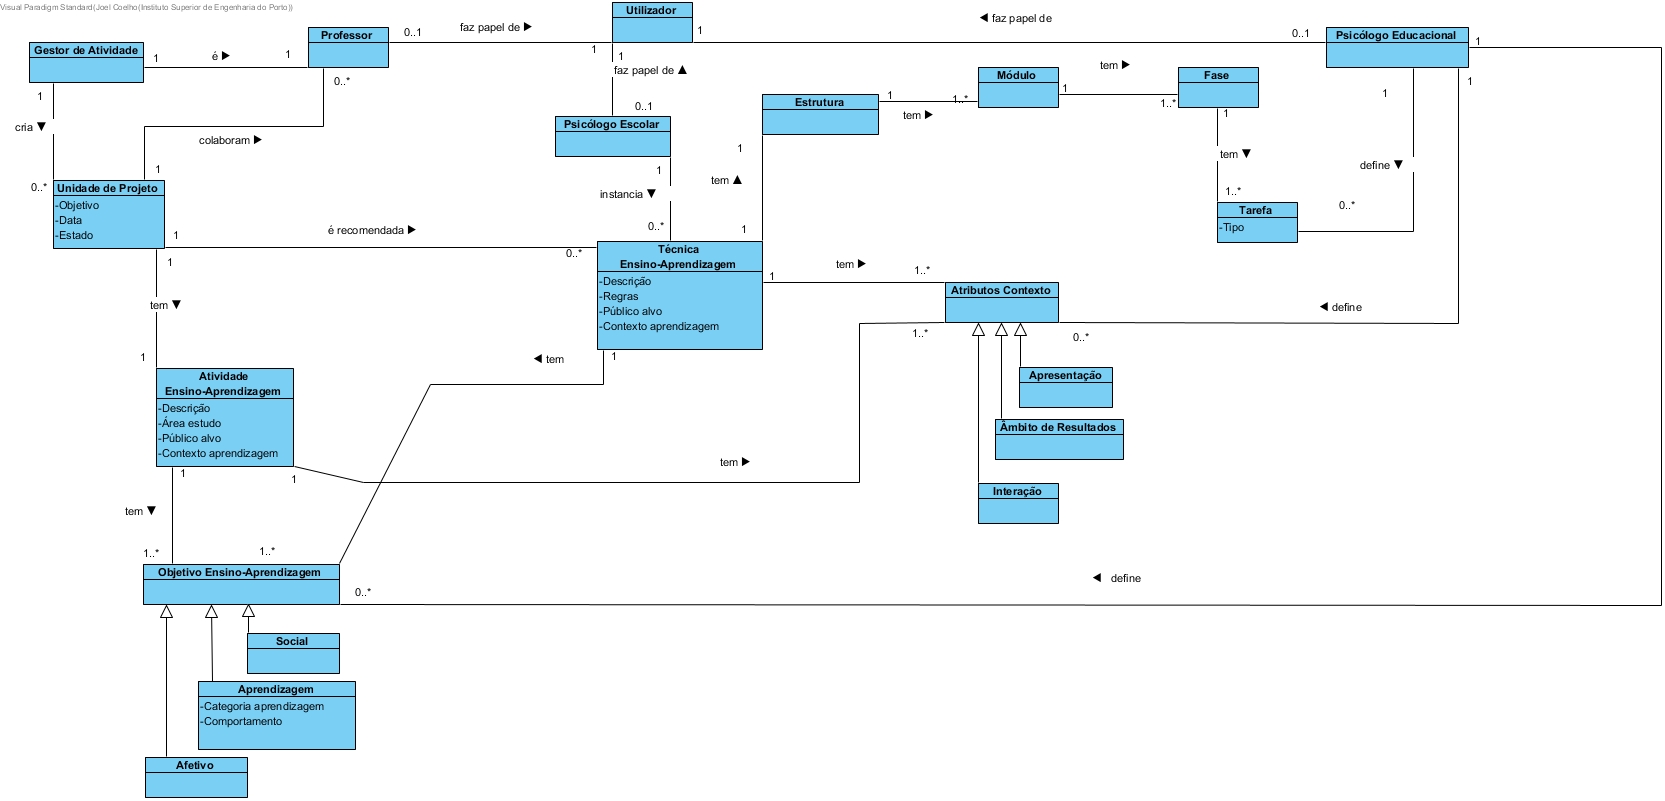 Visual Paradigm Standard(Joel Coelho(Instituto Superior de Engenharia do Porto))
Utilizador
faz papel de ▶
◀ faz papel de
Professor
Gestor de Atividade
Psicólogo Educacional
0..1
1
1
0..1
1
1
é ▶
1
1
faz papel de ▲
tem ▶
Módulo
Fase
0..*
1
1
1
1
Estrutura
1
1..*
1
1..*
0..1
tem ▶
1
cria ▼
Psicólogo Escolar
colaboram ▶
1
tem ▼
define ▼
1
1
tem ▲
0..*
Unidade de Projeto
-Objetivo
-Data
-Estado
instancia ▼
1..*
0..*
Tarefa
-Tipo
1
é recomendada ▶
0..*
1
0..*
1
Técnica
Ensino-Aprendizagem
-Descrição
-Regras
-Público alvo
-Contexto aprendizagem
1
tem ▶
1..*
Atributos Contexto
tem ▼
◀ define
1..*
0..*
1
◀ tem
1
Atividade
Ensino-Aprendizagem
-Descrição
-Área estudo
-Público alvo
-Contexto aprendizagem
Apresentação
Âmbito de Resultados
Interação
1
1
tem ▶
tem ▼
1..*
1..*
Objetivo Ensino-Aprendizagem
◀ define
0..*
Social
Aprendizagem
-Categoria aprendizagem
-Comportamento
Afetivo